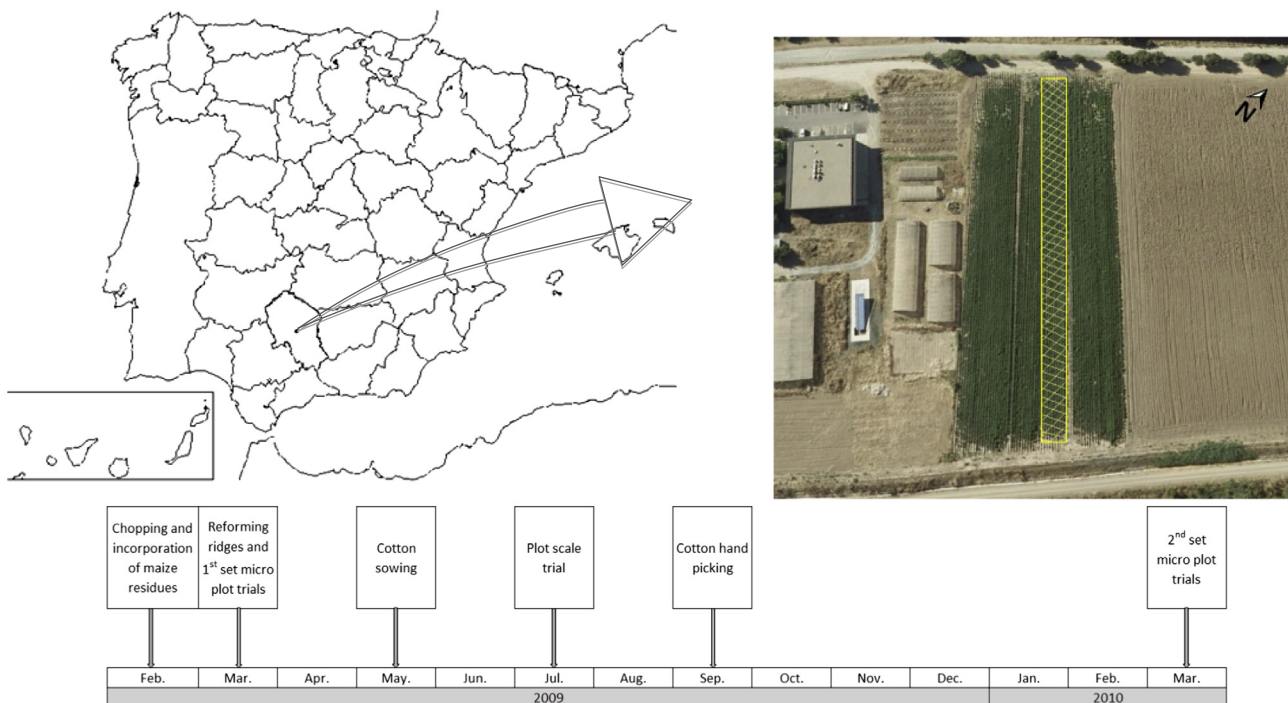 N
Chopping and
incorporation
of maize
residues
Reforming
ridges and
1st set micro
plot trials
Cotton
sowing
Plot scale
trial
Cotton hand
picking
2nd set
micro plot
trials
Feb. Mar. Apr. May. Jun. Jul. Aug. Sep. Oct. Nov. Dec. Jan. Feb. Mar.
2009 2010